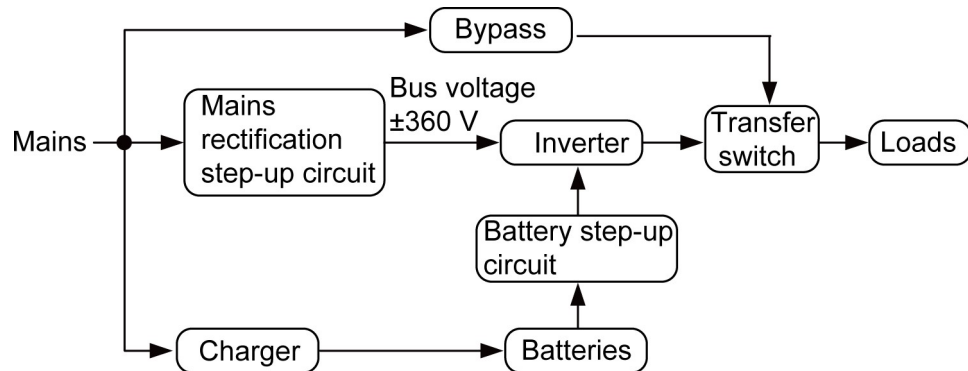 Bypass
Mains
Mains
rectification
step-up circuit
Bus voltage
±360 V
Inverter
Transfer
switch
Loads
Battery step-up
circuit
Charger
Batteries